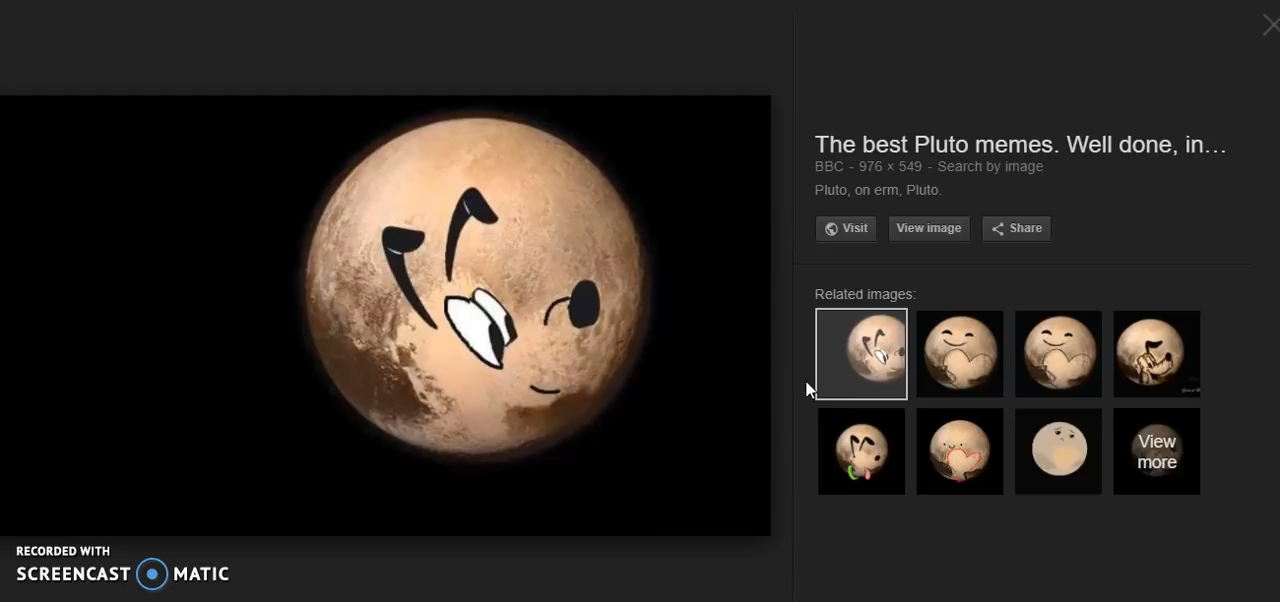 The best Pluto memes. Well done, in...
BBC - 976 × 549 - Search by image
Pluto, on erm, Pluto.
Visit
View image
Share
Related images:
View
more
RECORDED WITH
SCREENCAST MATIC